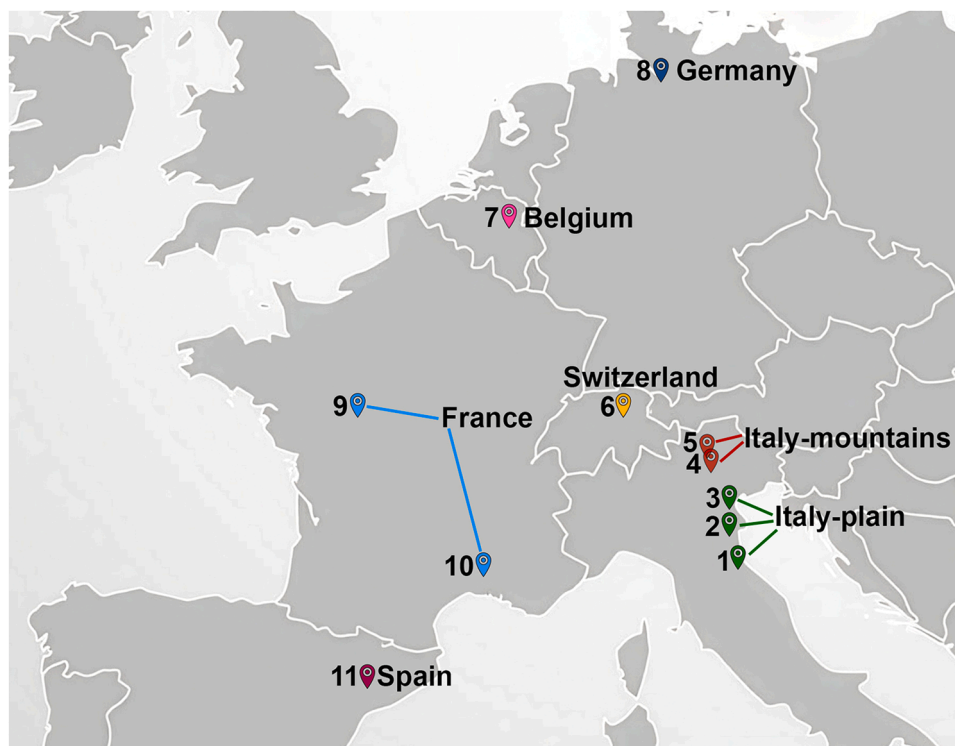 8 Germany
7 Belgium
Switzerland
6
9
France
5
Italy-mountains
4
3
Italy-plain
2
1
10
11 Spain